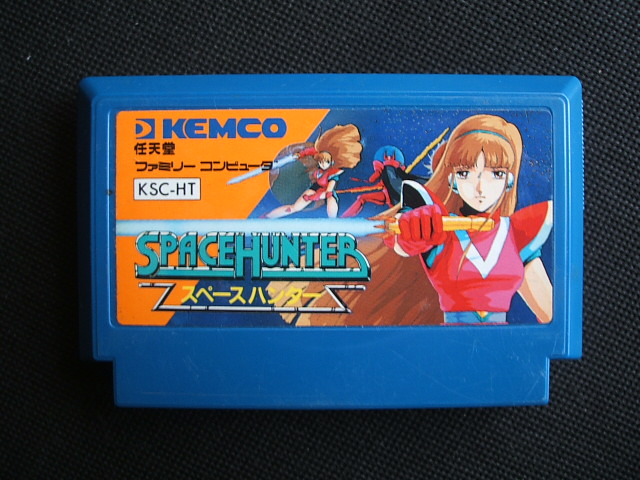 KEMCO
任天堂
ファミリー コンピュータ
KSC-HT
SPACE HUNTER
スペースハンター